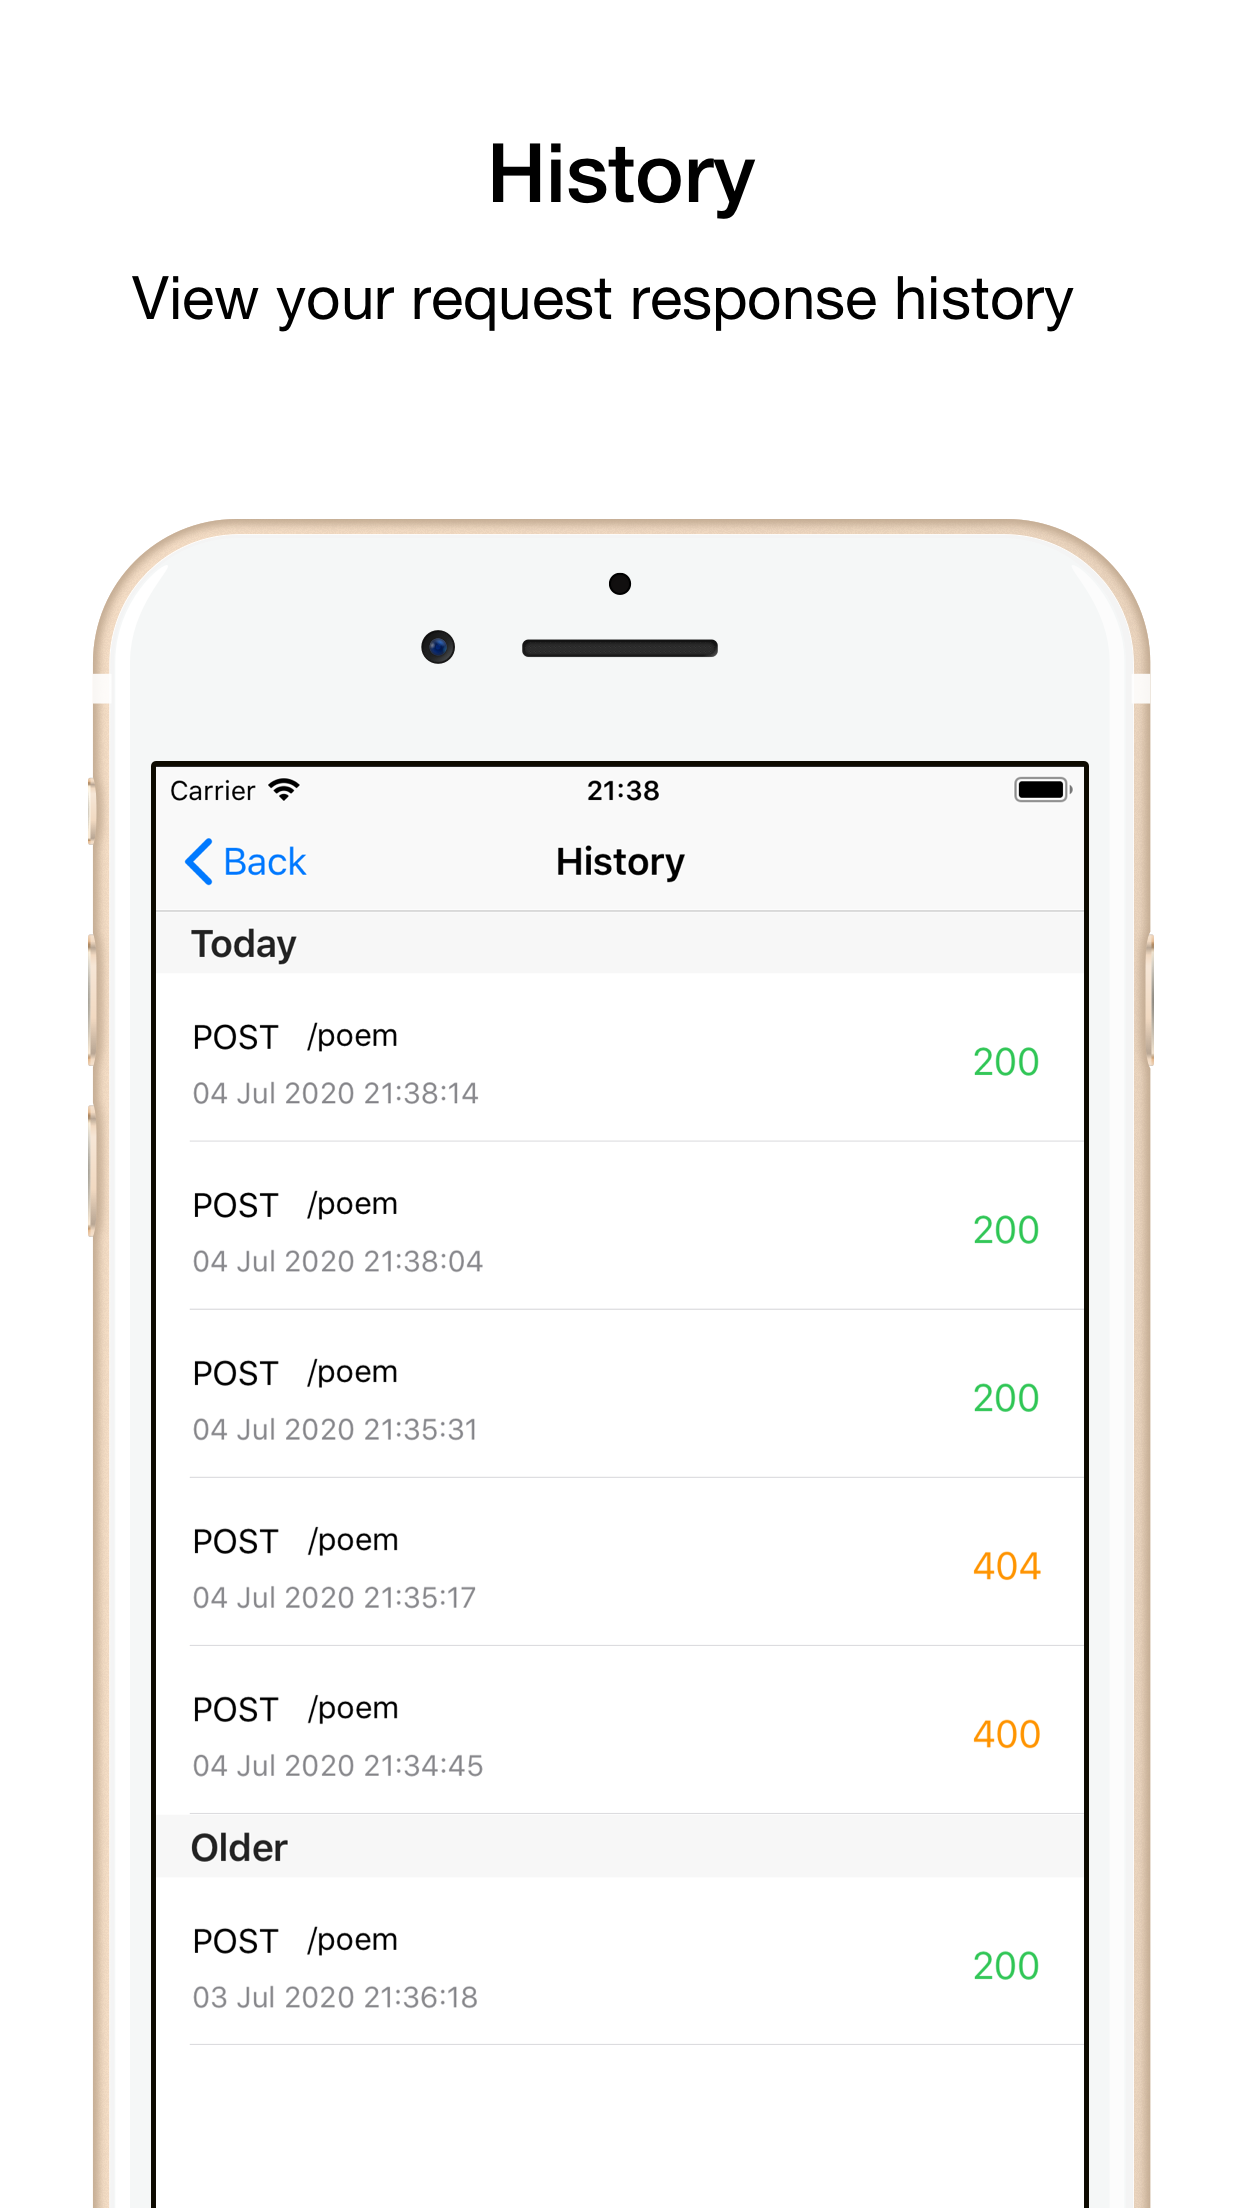 History
View your request response history
Carrier 21:38
Back History
Today
POST /poem
200
04 Jul 2020 21:38:14
POST /poem
200
04 Jul 2020 21:38:04
POST /poem
200
04 Jul 2020 21:35:31
POST /poem
404
04 Jul 2020 21:35:17
POST /poem
400
04 Jul 2020 21:34:45
Older
POST /poem
200
03 Jul 2020 21:36:18